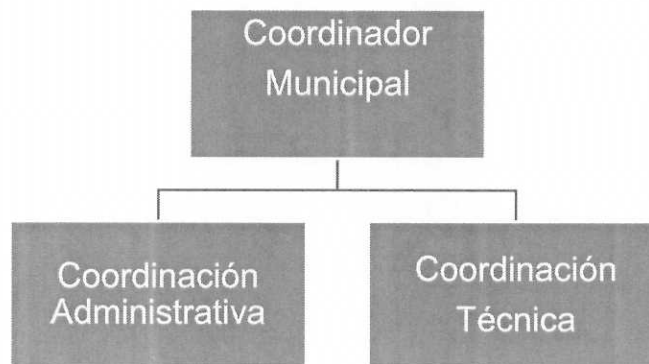 Coordinador
Municipal
Coordinación
Administrativa
Coordinación
Técnica